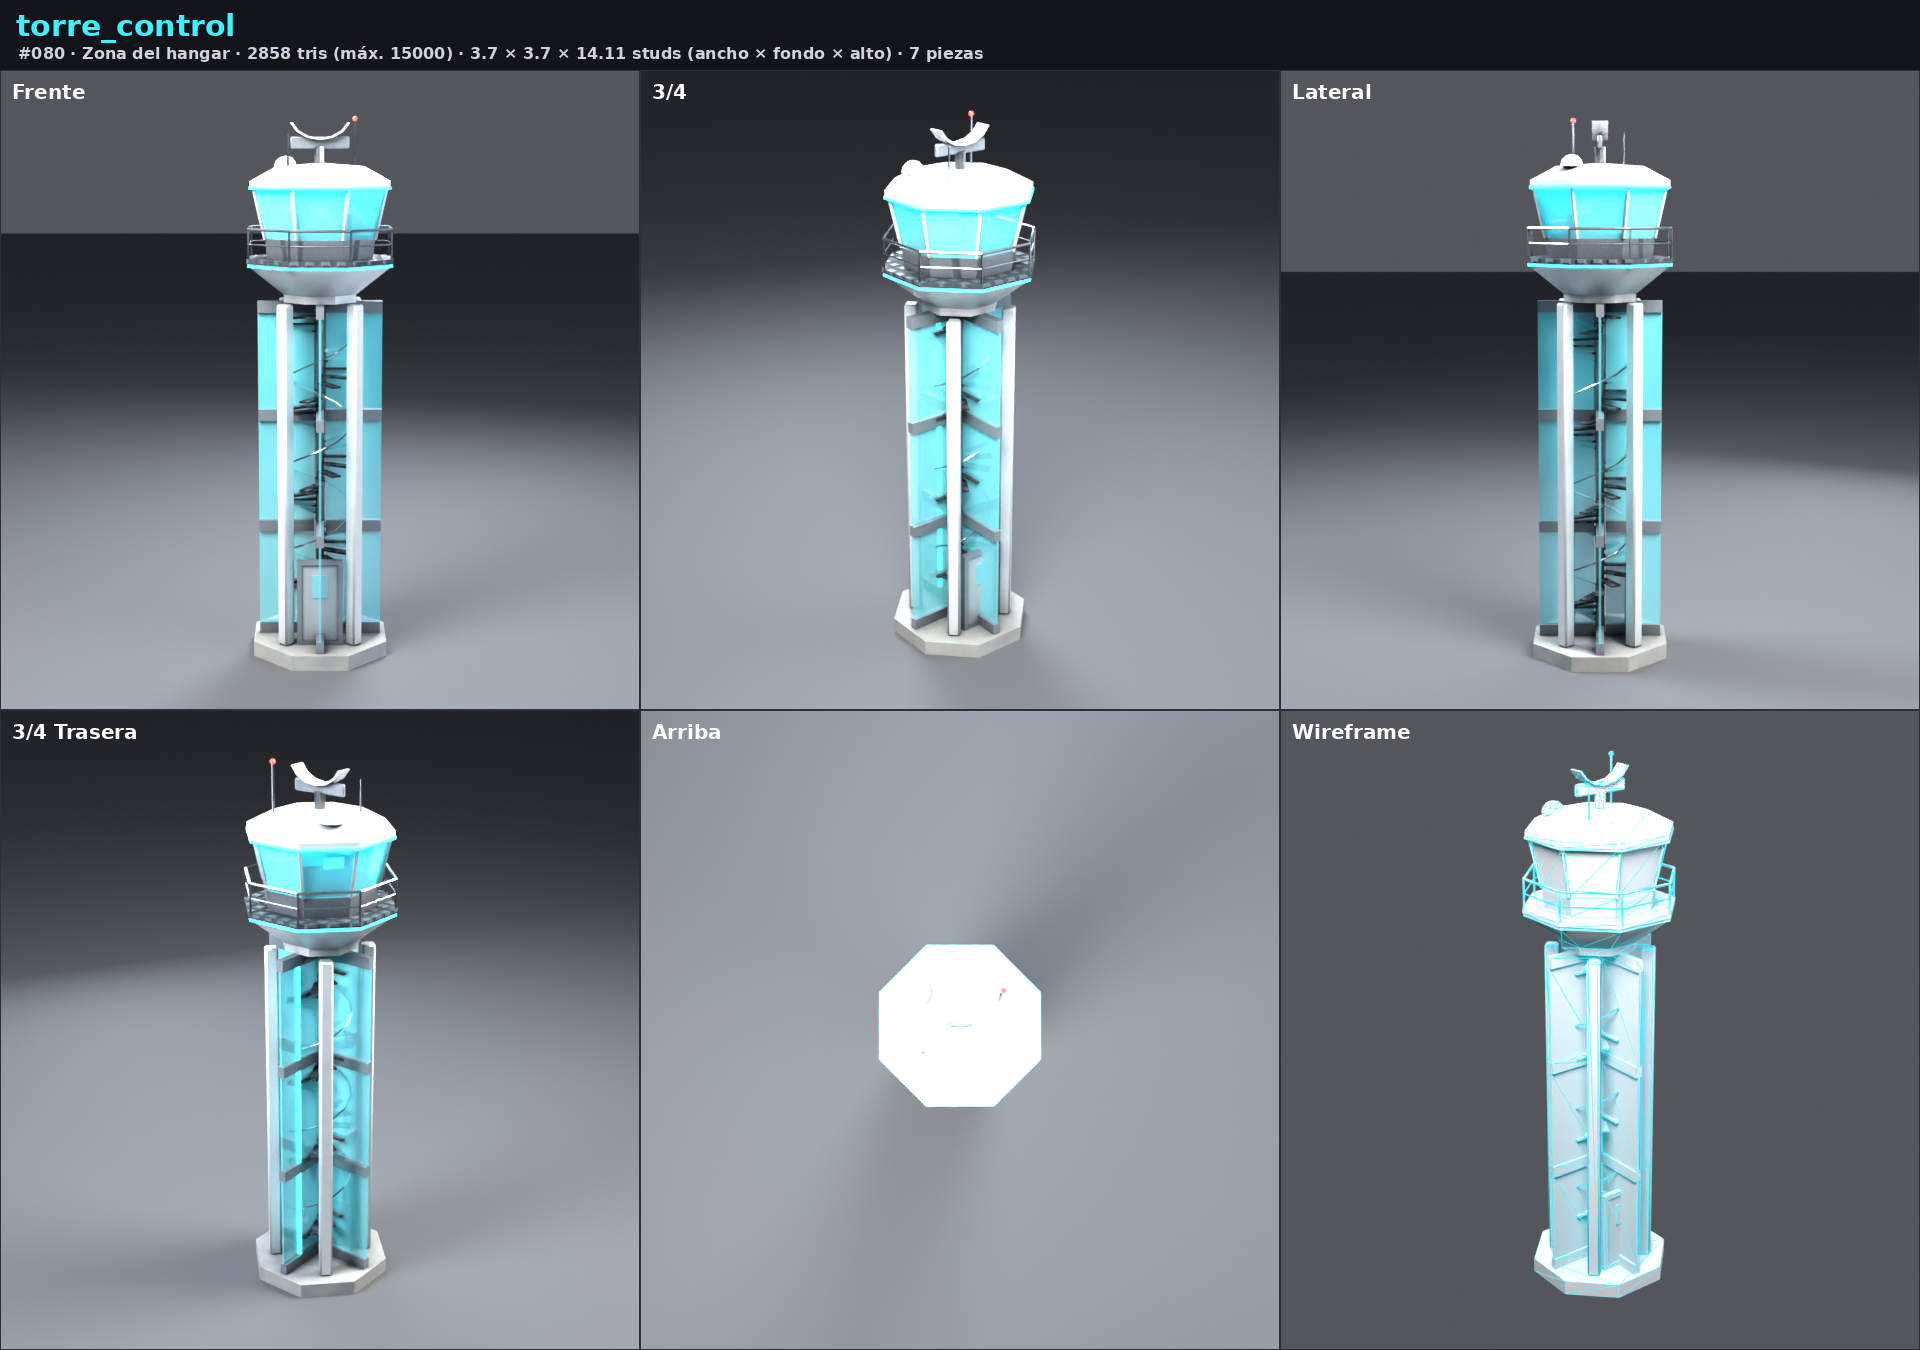 torre_control
#080 · Zona del hangar · 2858 tris (máx. 15000) · 3.7 × 3.7 × 14.11 studs (ancho × fondo × alto) · 7 piezas
Frente
3/4
Lateral
3/4 Trasera
Arriba
Wireframe